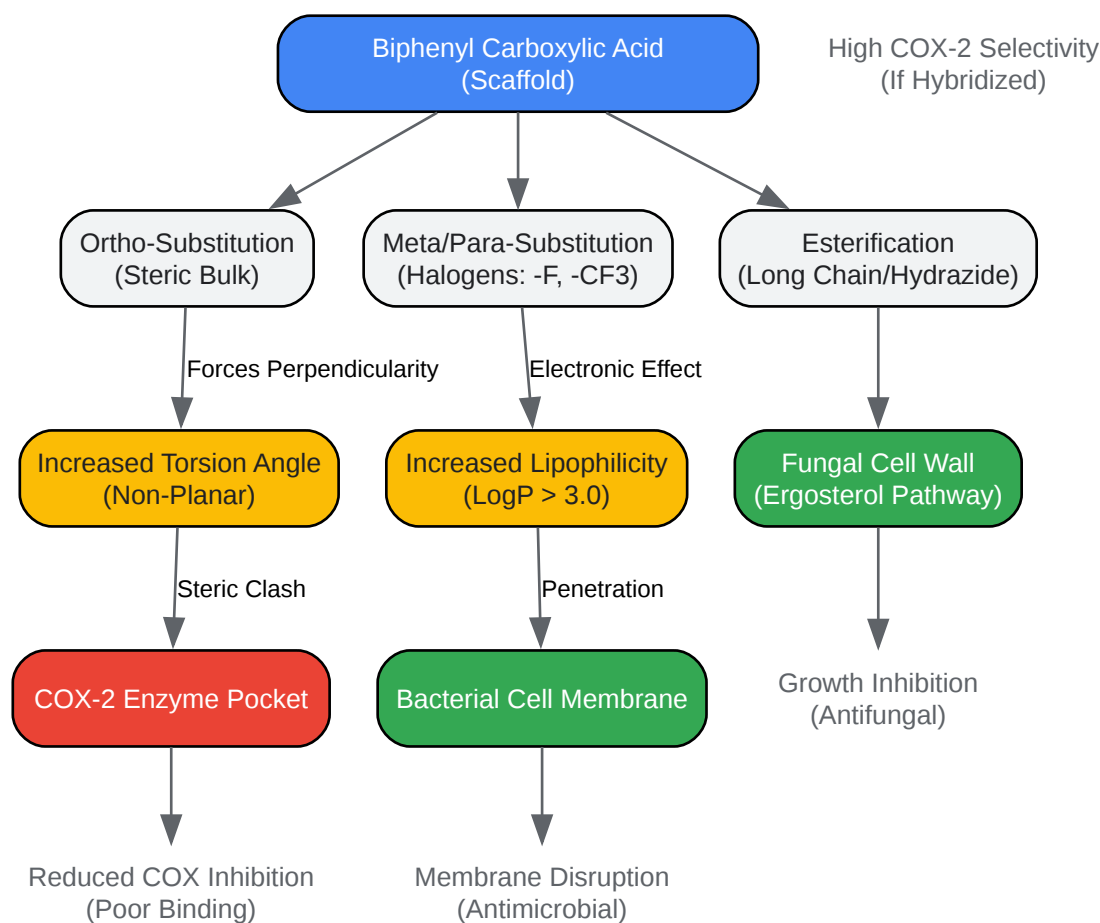 Biphenyl Carboxylic Acid
(Scaffold)
High COX-2 Selectivity
(If Hybridized)
Ortho-Substitution
(Steric Bulk)
Meta/Para-Substitution
(Halogens: -F, -CF3)
Esterification
(Long Chain/Hydrazide)
Forces Perpendicularity
Electronic Effect
Increased Torsion Angle
(Non-Planar)
Increased Lipophilicity
(LogP > 3.0)
Fungal Cell Wall
(Ergosterol Pathway)
Steric Clash
Penetration
COX-2 Enzyme Pocket
Bacterial Cell Membrane
Growth Inhibition
(Antifungal)
Reduced COX Inhibition
(Poor Binding)
Membrane Disruption
(Antimicrobial)